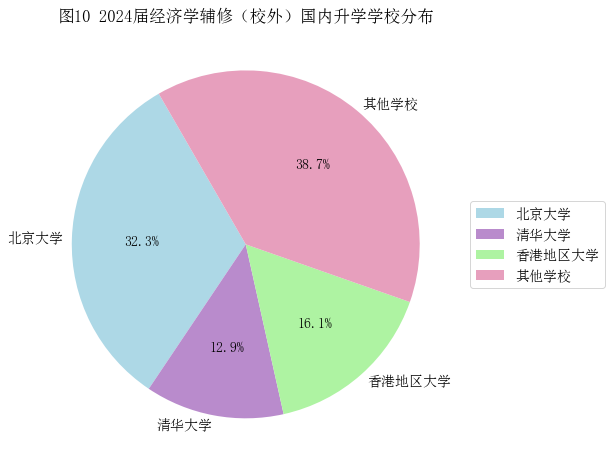 图10 2024届经济学辅修（校外）国内升学学校分布
其他学校
38.7%
北京大学
32.3%
16.1%
12.9%
香港地区大学
清华大学
北京大学
清华大学
香港地区大学
其他学校